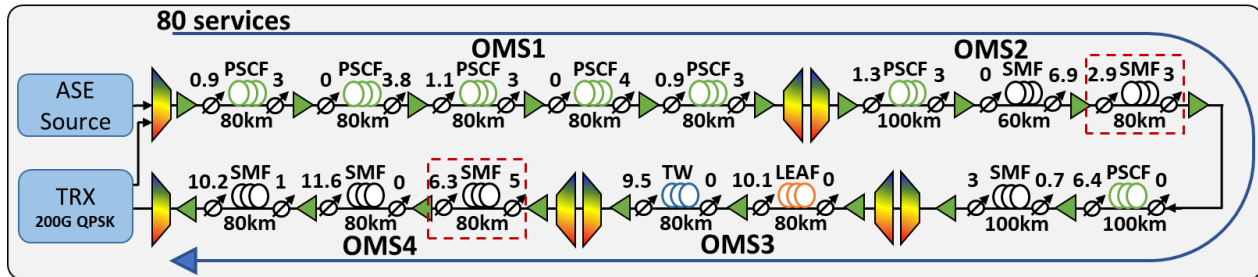 80 services
OMS1
OMS2
ASE
Source
0.9 PSCF 3
80km
0 PSCF 3.8
80km
1.1 PSCF 3
80km
0 PSCF 4
80km
0.9 PSCF 3
80km
1.3 PSCF 3
100km
0 SMF 6.9
60km
2.9 SMF 3
80km
TRX
200G QPSK
10.2 SMF 1
80km
11.6 SMF 0
80km
6.3 SMF 5
80km
9.5 TW 0
80km
10.1 LEAF 0
80km
3 SMF 0.7
100km
6.4 PSCF 0
100km
OMS4
OMS3